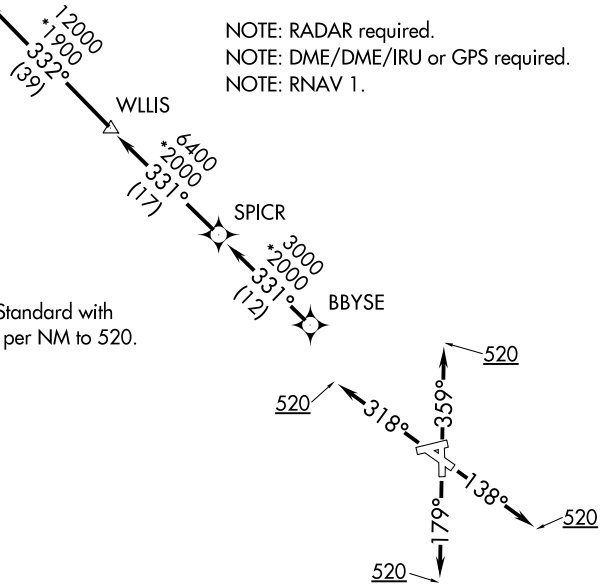 NOTE: RADAR required.
NOTE: DME/DME/IRU or GPS required.
NOTE: RNAV 1.
12000
*1900
332°
(39)
WLLIS
6400
*2000
331°
(17)
SPICR
3000
*2000
331°
(12)
BBYSE
Standard with
per NM to 520.
520
520
318°
359°
138°
179°
520
520